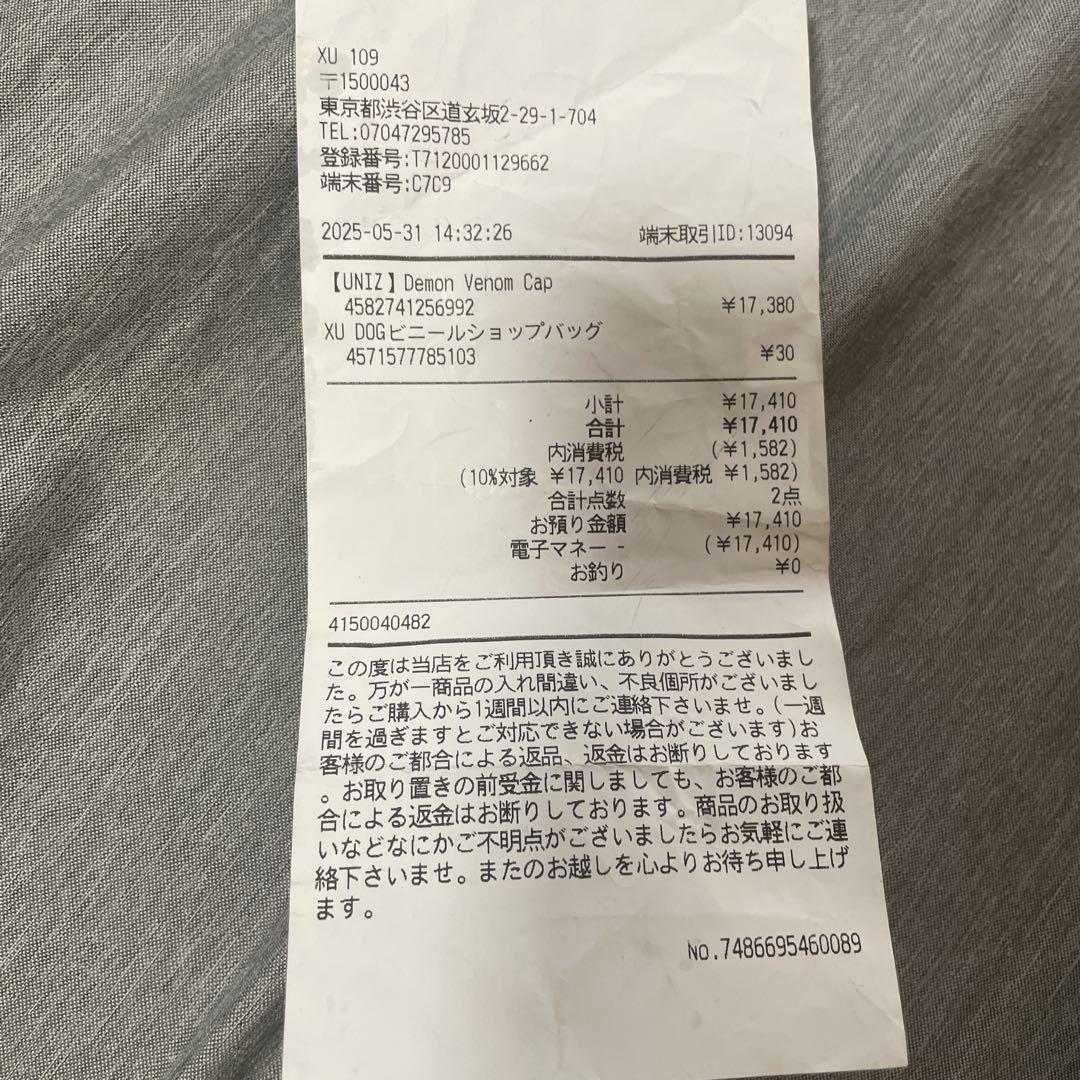 XU 109
〒1500043
東京都渋谷区道玄坂2-29-1-704
TEL:07047295785
登録番号:T7120001129662
端末番号:C7C9
2025-05-31 14:32:26 端末取引ID:13094
【UNIZ】Demon Venom Cap
4582741256992 ¥17,380
XU DOGビニールショップバッグ
4571577785103 ¥30
小計 ¥17,410
合計 ¥17,410
内消費税 (¥1,582)
(10%対象 ¥17,410 内消費税 ¥1,582)
合計点数 2点
お預り金額 ¥17,410
電子マネー - (¥17,410)
お釣り ¥0
4150040482
この度は当店をご利用頂き誠にありがとうございまし
た。万が一商品の入れ間違い、不良個所がございまし
たらご購入から1週間以内にご連絡下さいませ。(一週
間を過ぎますとご対応できない場合がございます)お
客様のご都合による返品、返金はお断りしております
。お取り置きの前受金に関しましても、お客様のご都
合による返金はお断りしております。商品のお取り扱
いなどなにかご不明点がございましたらお気軽にご連
絡下さいませ。またのお越しを心よりお待ち申し上げ
ます。
No.7486695460089